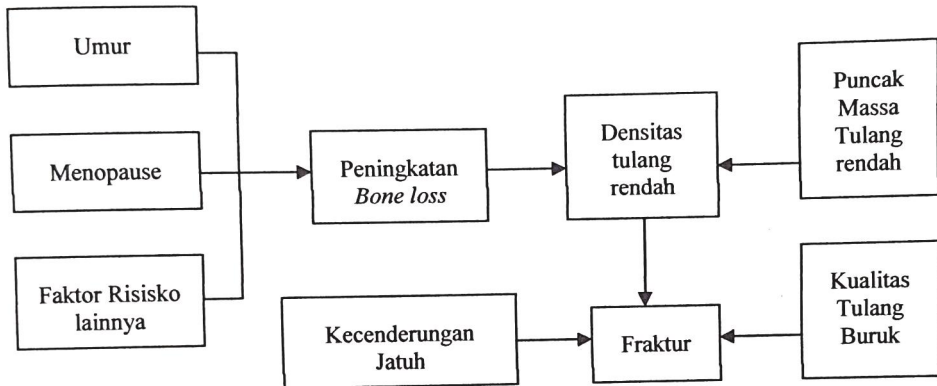 Umur
Menopause
Faktor Risisko
lainnya
Peningkatan
Bone loss
Densitas
tulang
rendah
Puncak
Massa
Tulang
rendah
Kecenderungan
Jatuh
Fraktur
Kualitas
Tulang
Buruk